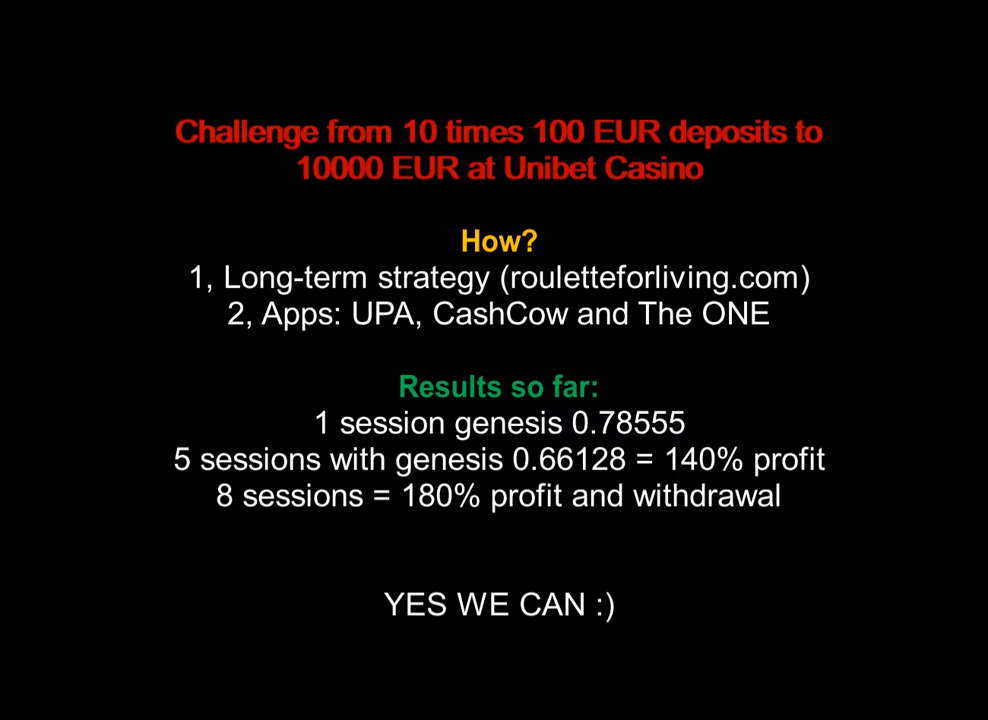 Challenge from 10 times 100 EUR deposits to
10000 EUR at Unibet Casino
How?
1, Long-term strategy (rouletteforliving.com)
2, Apps: UPA, CashCow and The ONE
Results so far:
1 session genesis 0.78555
5 sessions with genesis 0.66128 = 140% profit
8 sessions = 180% profit and withdrawal
YES WE CAN :)